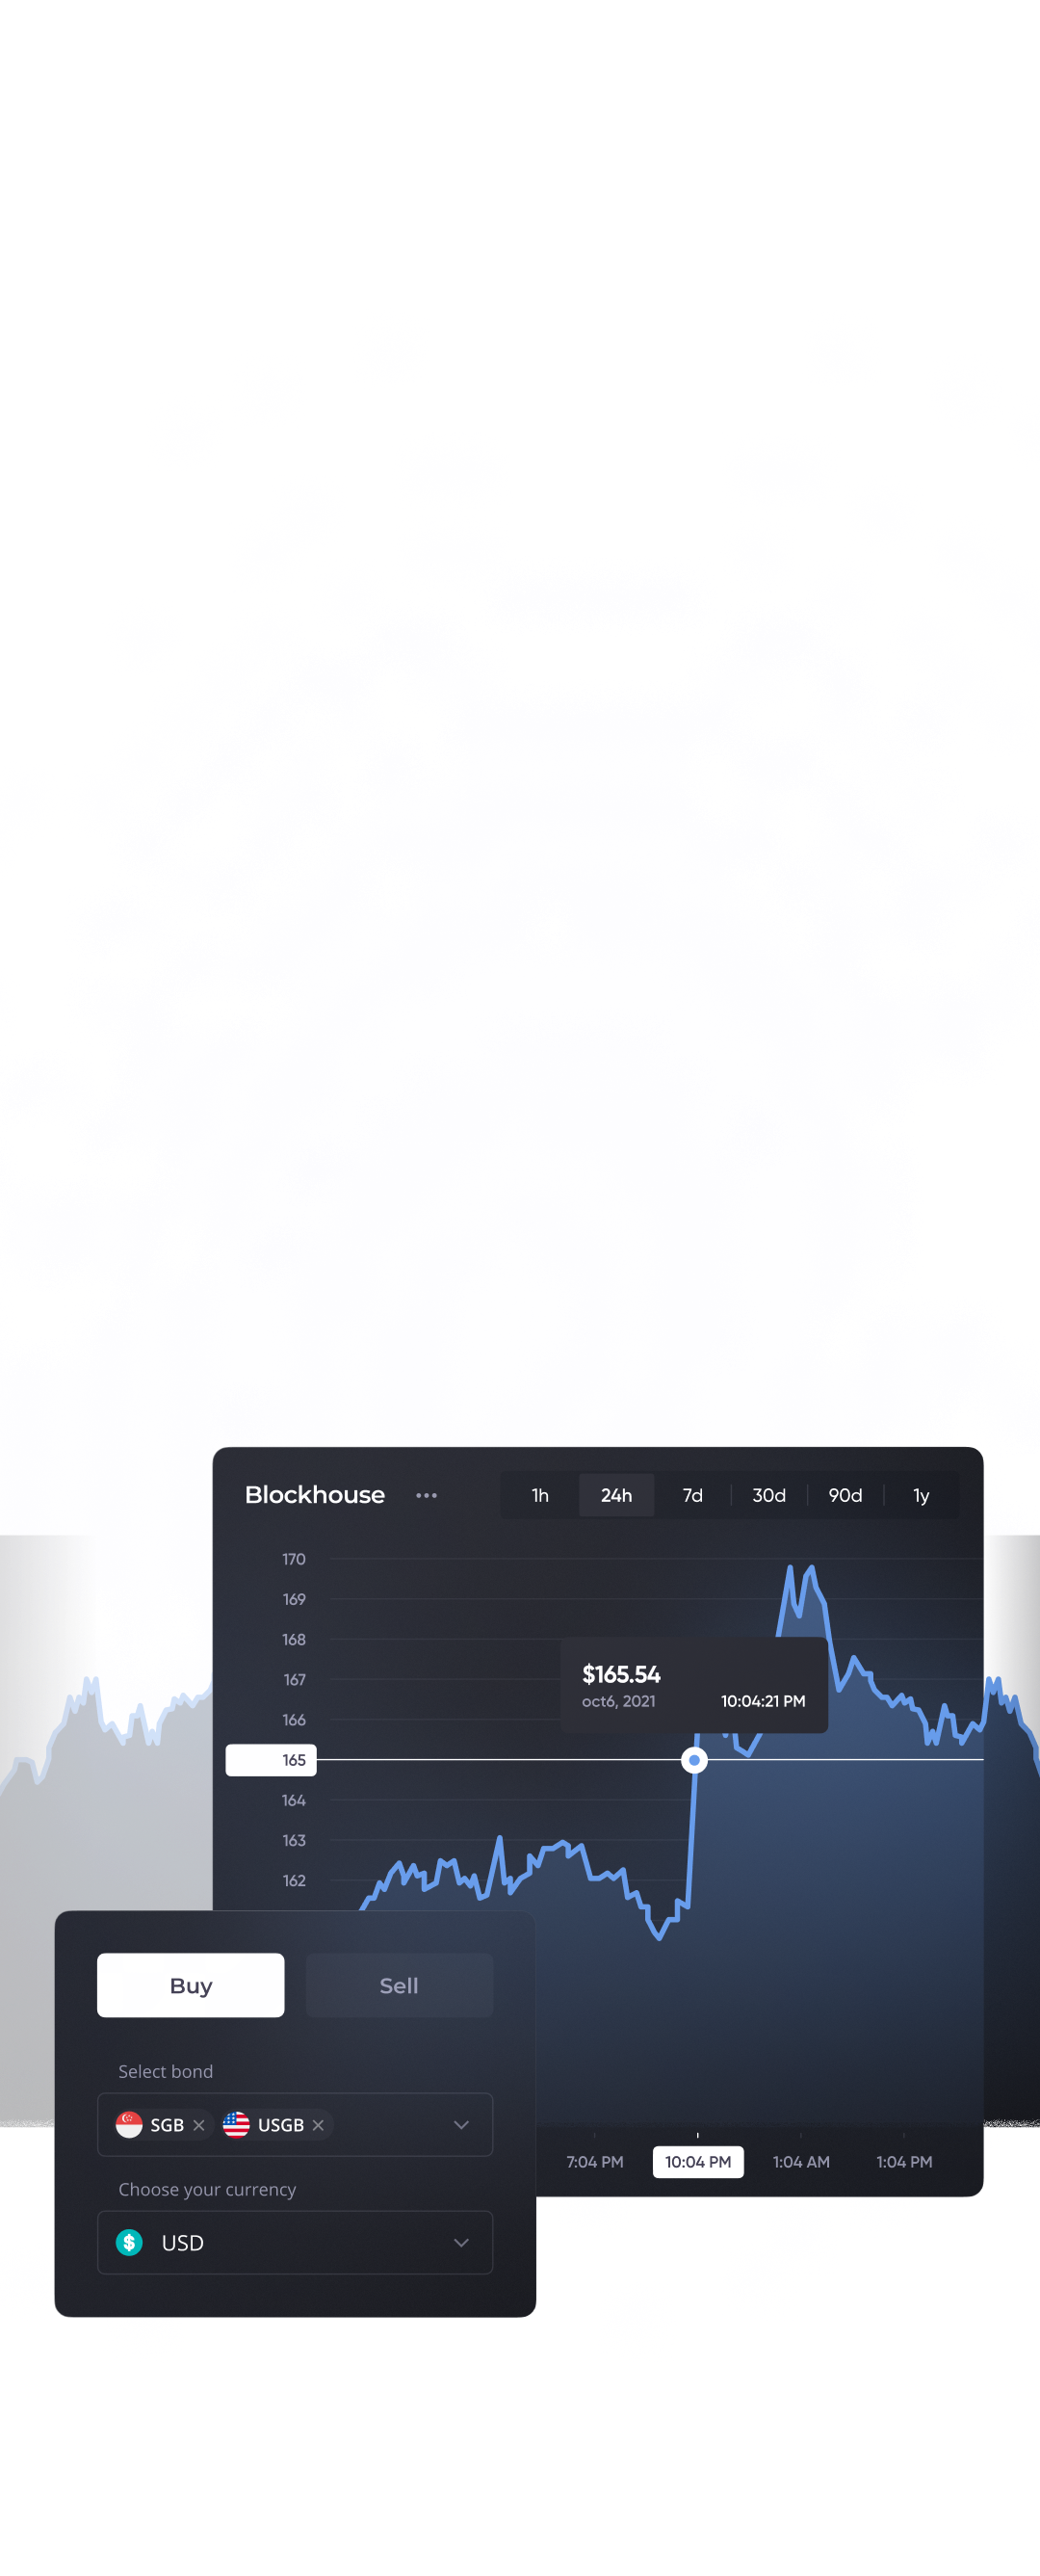 Blockhouse
1h 24h 7d 30d 90d 1y
170
169
168
167
166
165
164
163
162
$165.54
oct6, 2021 10:04:21 PM
7:04 PM 10:04 PM 1:04 AM 1:04 PM
Buy Sell
Select bond
SGB USGB
Choose your currency
$ USD